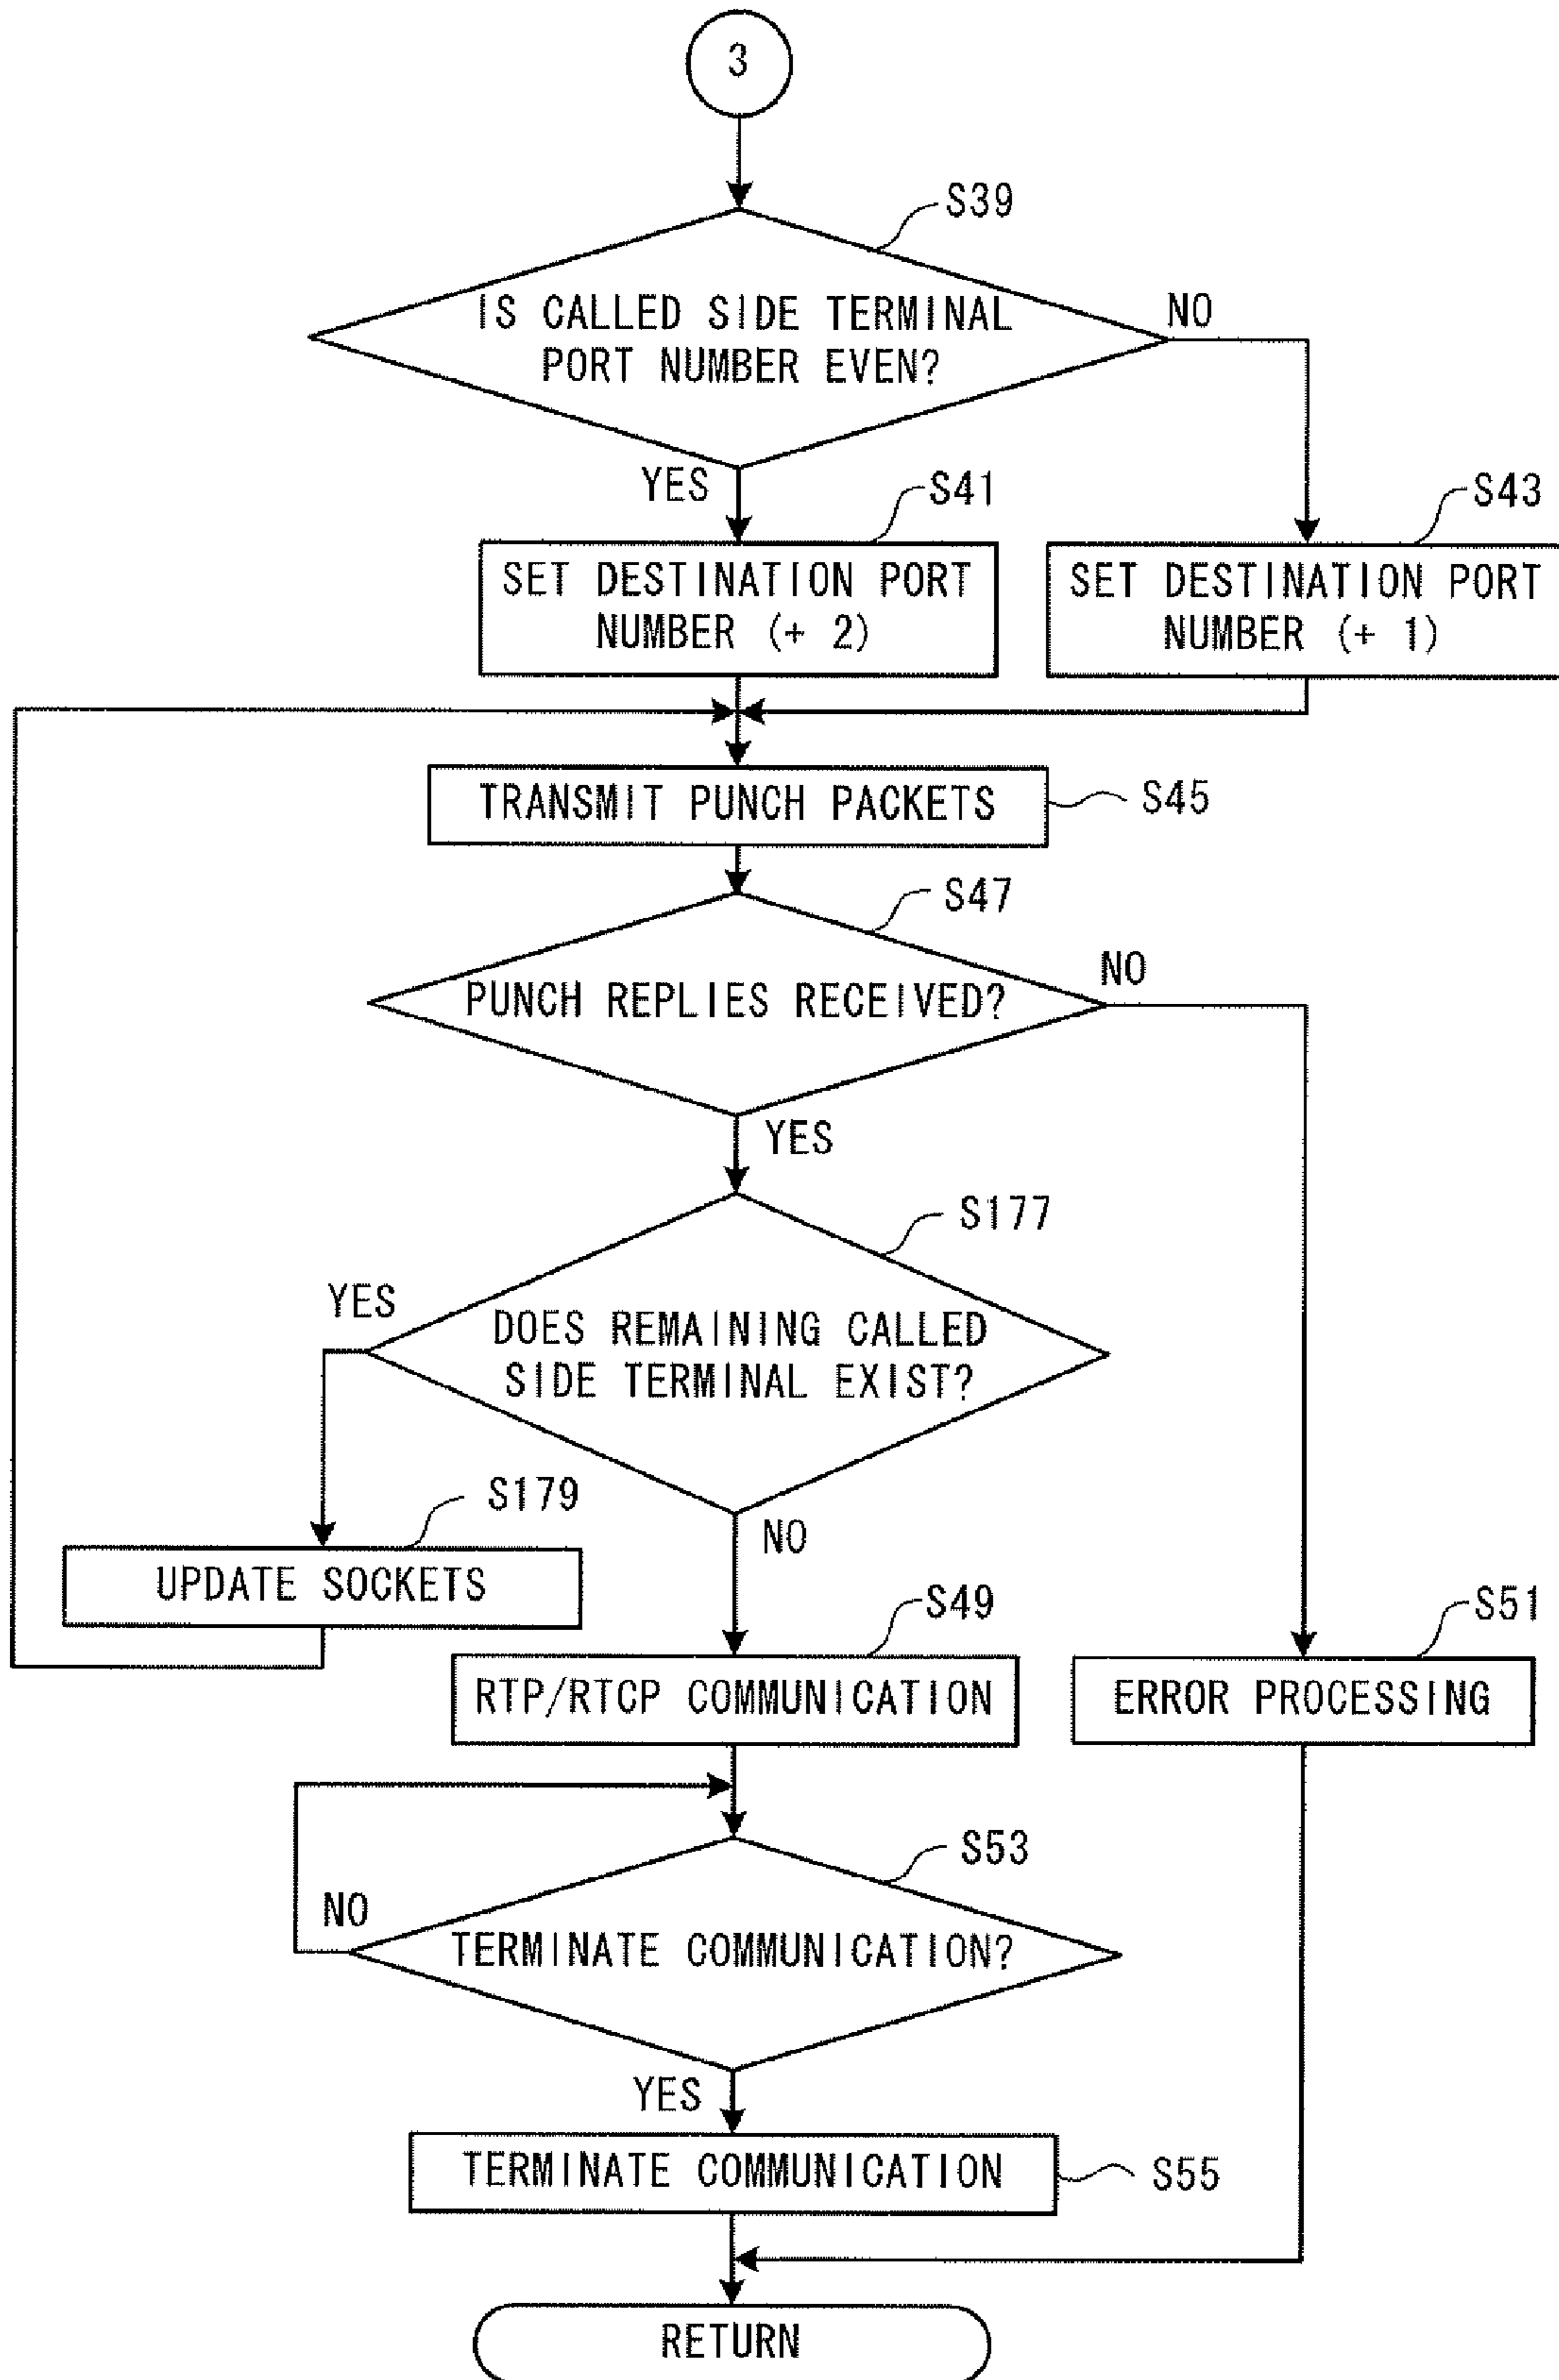 3
S39
IS CALLED SIDE TERMINAL
PORT NUMBER EVEN?
NO
YES
S41
S43
SET DESTINATION PORT
NUMBER (+ 2)
SET DESTINATION PORT
NUMBER (+ 1)
TRANSMIT PUNCH PACKETS
S45
S47
PUNCH REPLIES RECEIVED?
NO
YES
S177
YES
DOES REMAINING CALLED
SIDE TERMINAL EXIST?
S179
NO
UPDATE SOCKETS
S49
S51
RTP/RTCP COMMUNICATION
ERROR PROCESSING
S53
NO
TERMINATE COMMUNICATION?
YES
TERMINATE COMMUNICATION
S55
RETURN